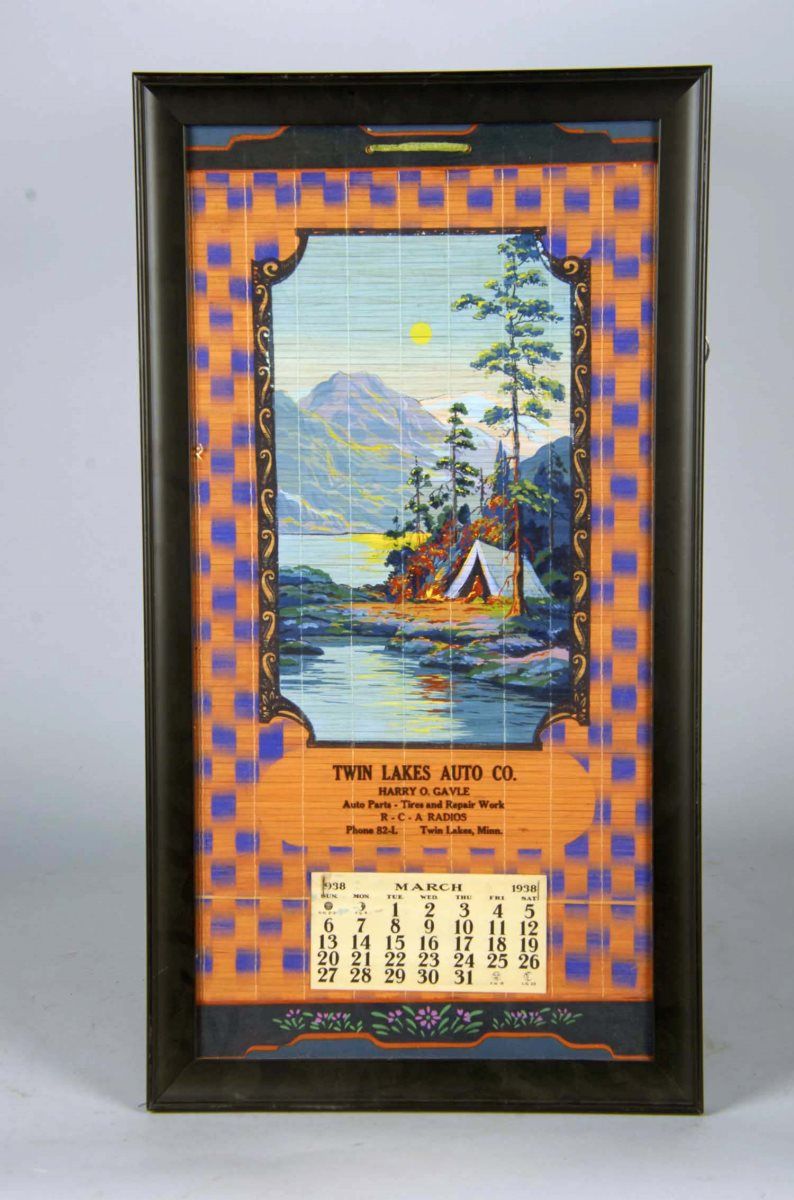 TWIN LAKES AUTO CO.
HARRY O. GAVLE
Auto Parts - Tires and Repair Work
R - C - A RADIOS
Phone 82-L Twin Lakes, Minn.
1938 MARCH 1938
SUN. MON. TUE. WED. THU. FRI. SAT.
1 2 3 4 5
6 7 8 9 10 11 12
13 14 15 16 17 18 19
20 21 22 23 24 25 26
27 28 29 30 31